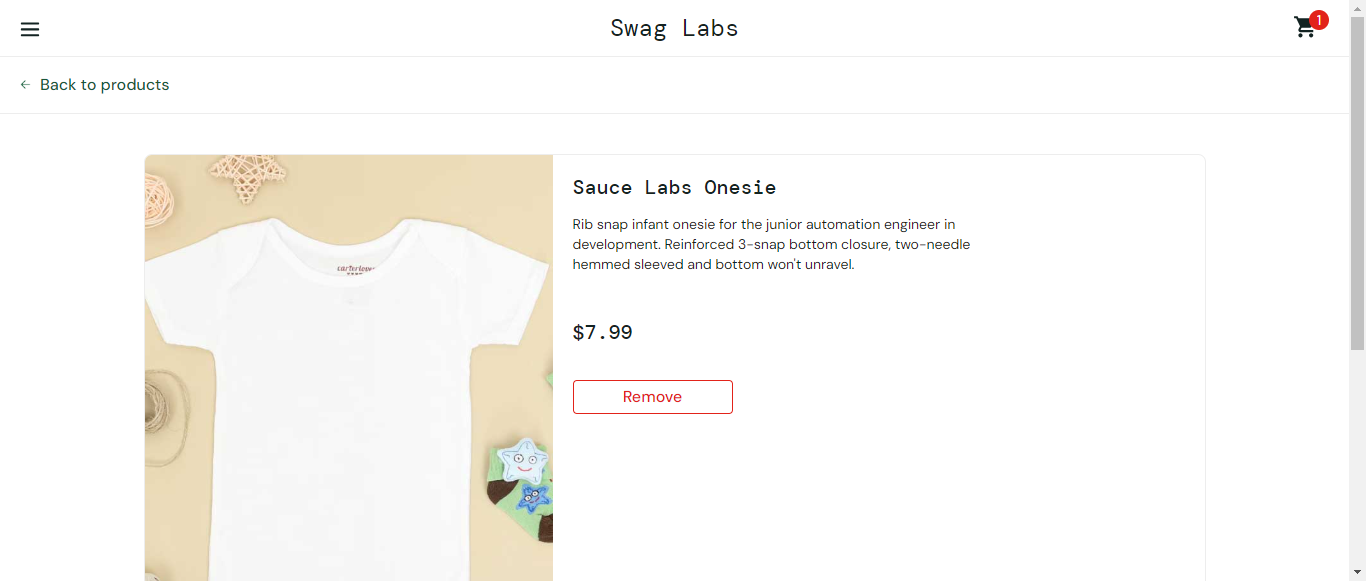 Swag Labs
1
Back to products
Sauce Labs Onesie
Rib snap infant onesie for the junior automation engineer in
development. Reinforced 3-snap bottom closure, two-needle
hemmed sleeved and bottom won't unravel.
$7.99
Remove